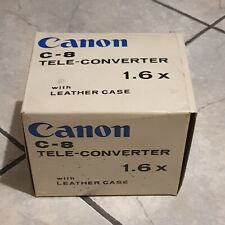 Canon
C-8
TELE-CONVERTER
1.6 x
with
LEATHER CASE
Canon
C-8
TELE-CONVERTER
1.6 x
with
LEATHER CASE